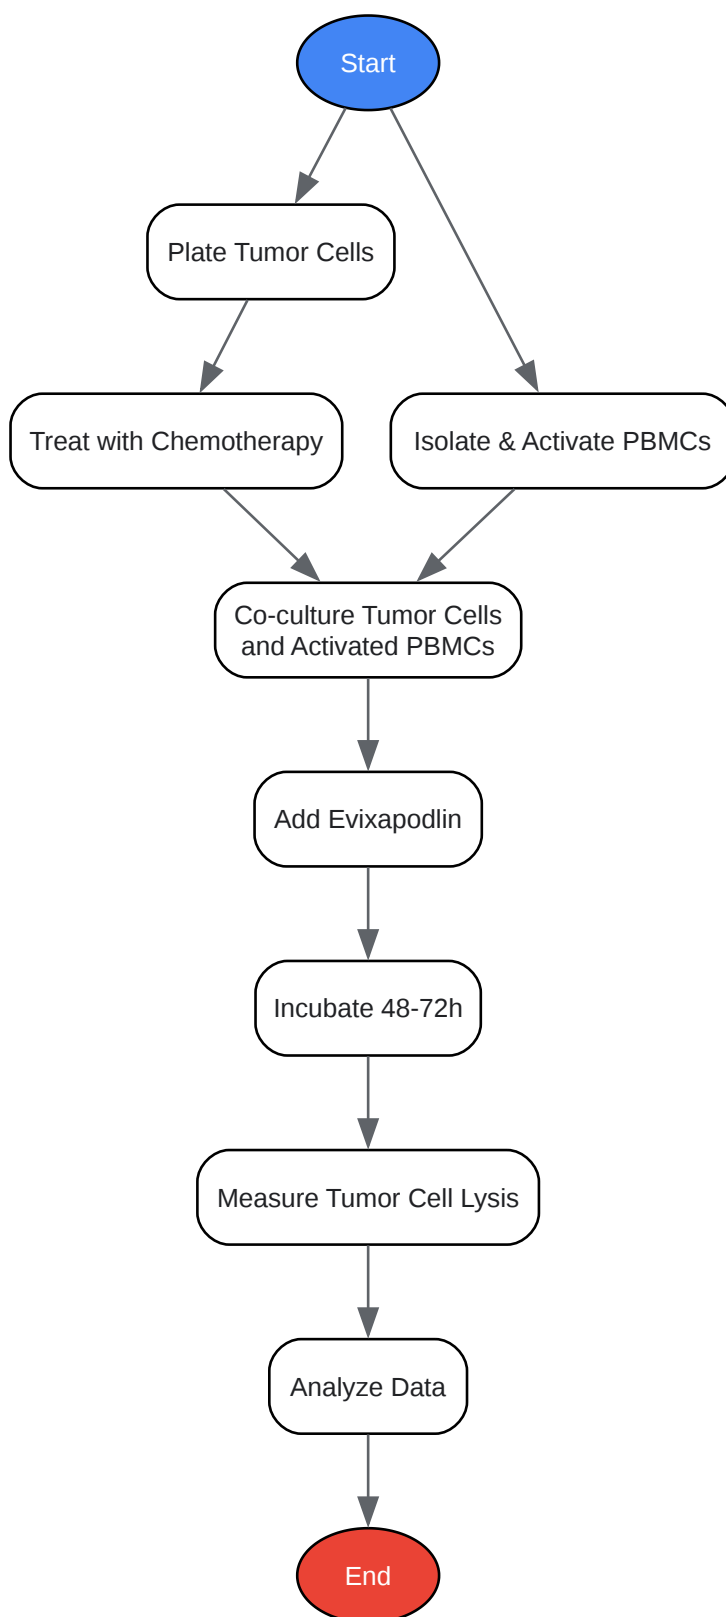 Start
Plate Tumor Cells
Treat with Chemotherapy
Isolate & Activate PBMCs
Co-culture Tumor Cells
and Activated PBMCs
Add Evixapodlin
Incubate 48-72h
Measure Tumor Cell Lysis
Analyze Data
End